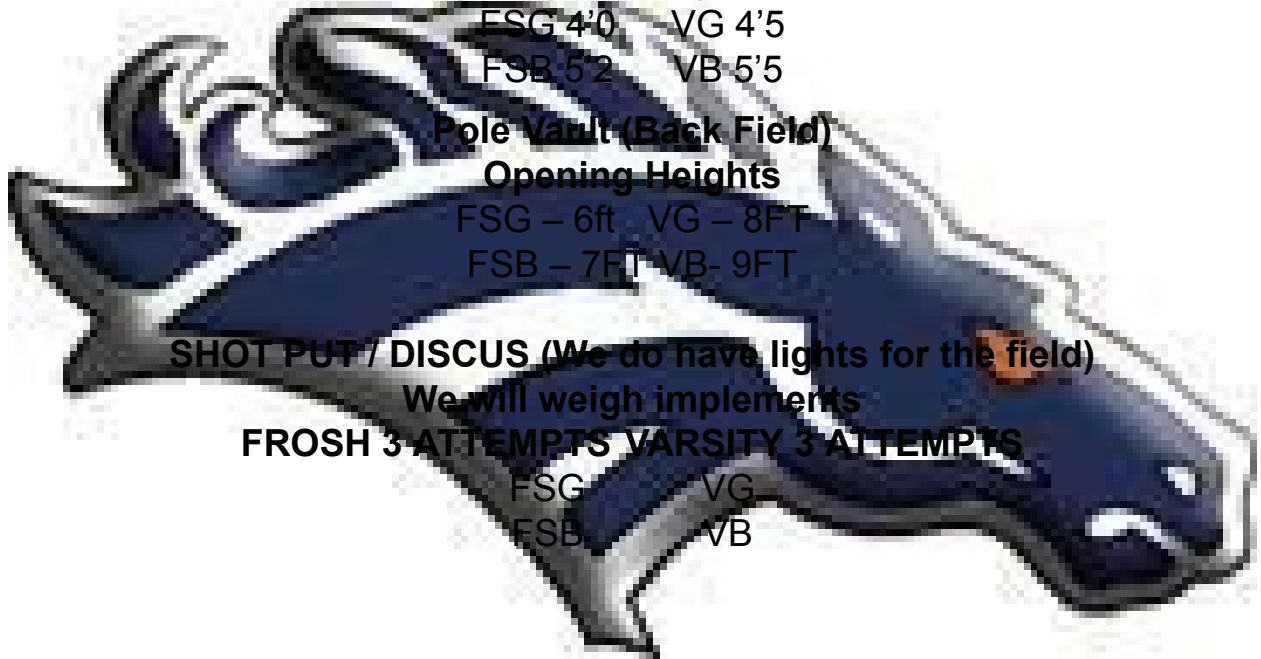 FSG 4’0 VG 4’5
FSB 5’2 VB 5’5
Pole Vault (Back Field)
Opening Heights
FSG – 6ft VG – 8FT
FSB – 7FT VB- 9FT
SHOT PUT / DISCUS (We do have lights for the field)
We will weigh implements
FROSH 3 ATTEMPTS VARSITY 3 ATTEMPTS
FSG VG
FSB VB